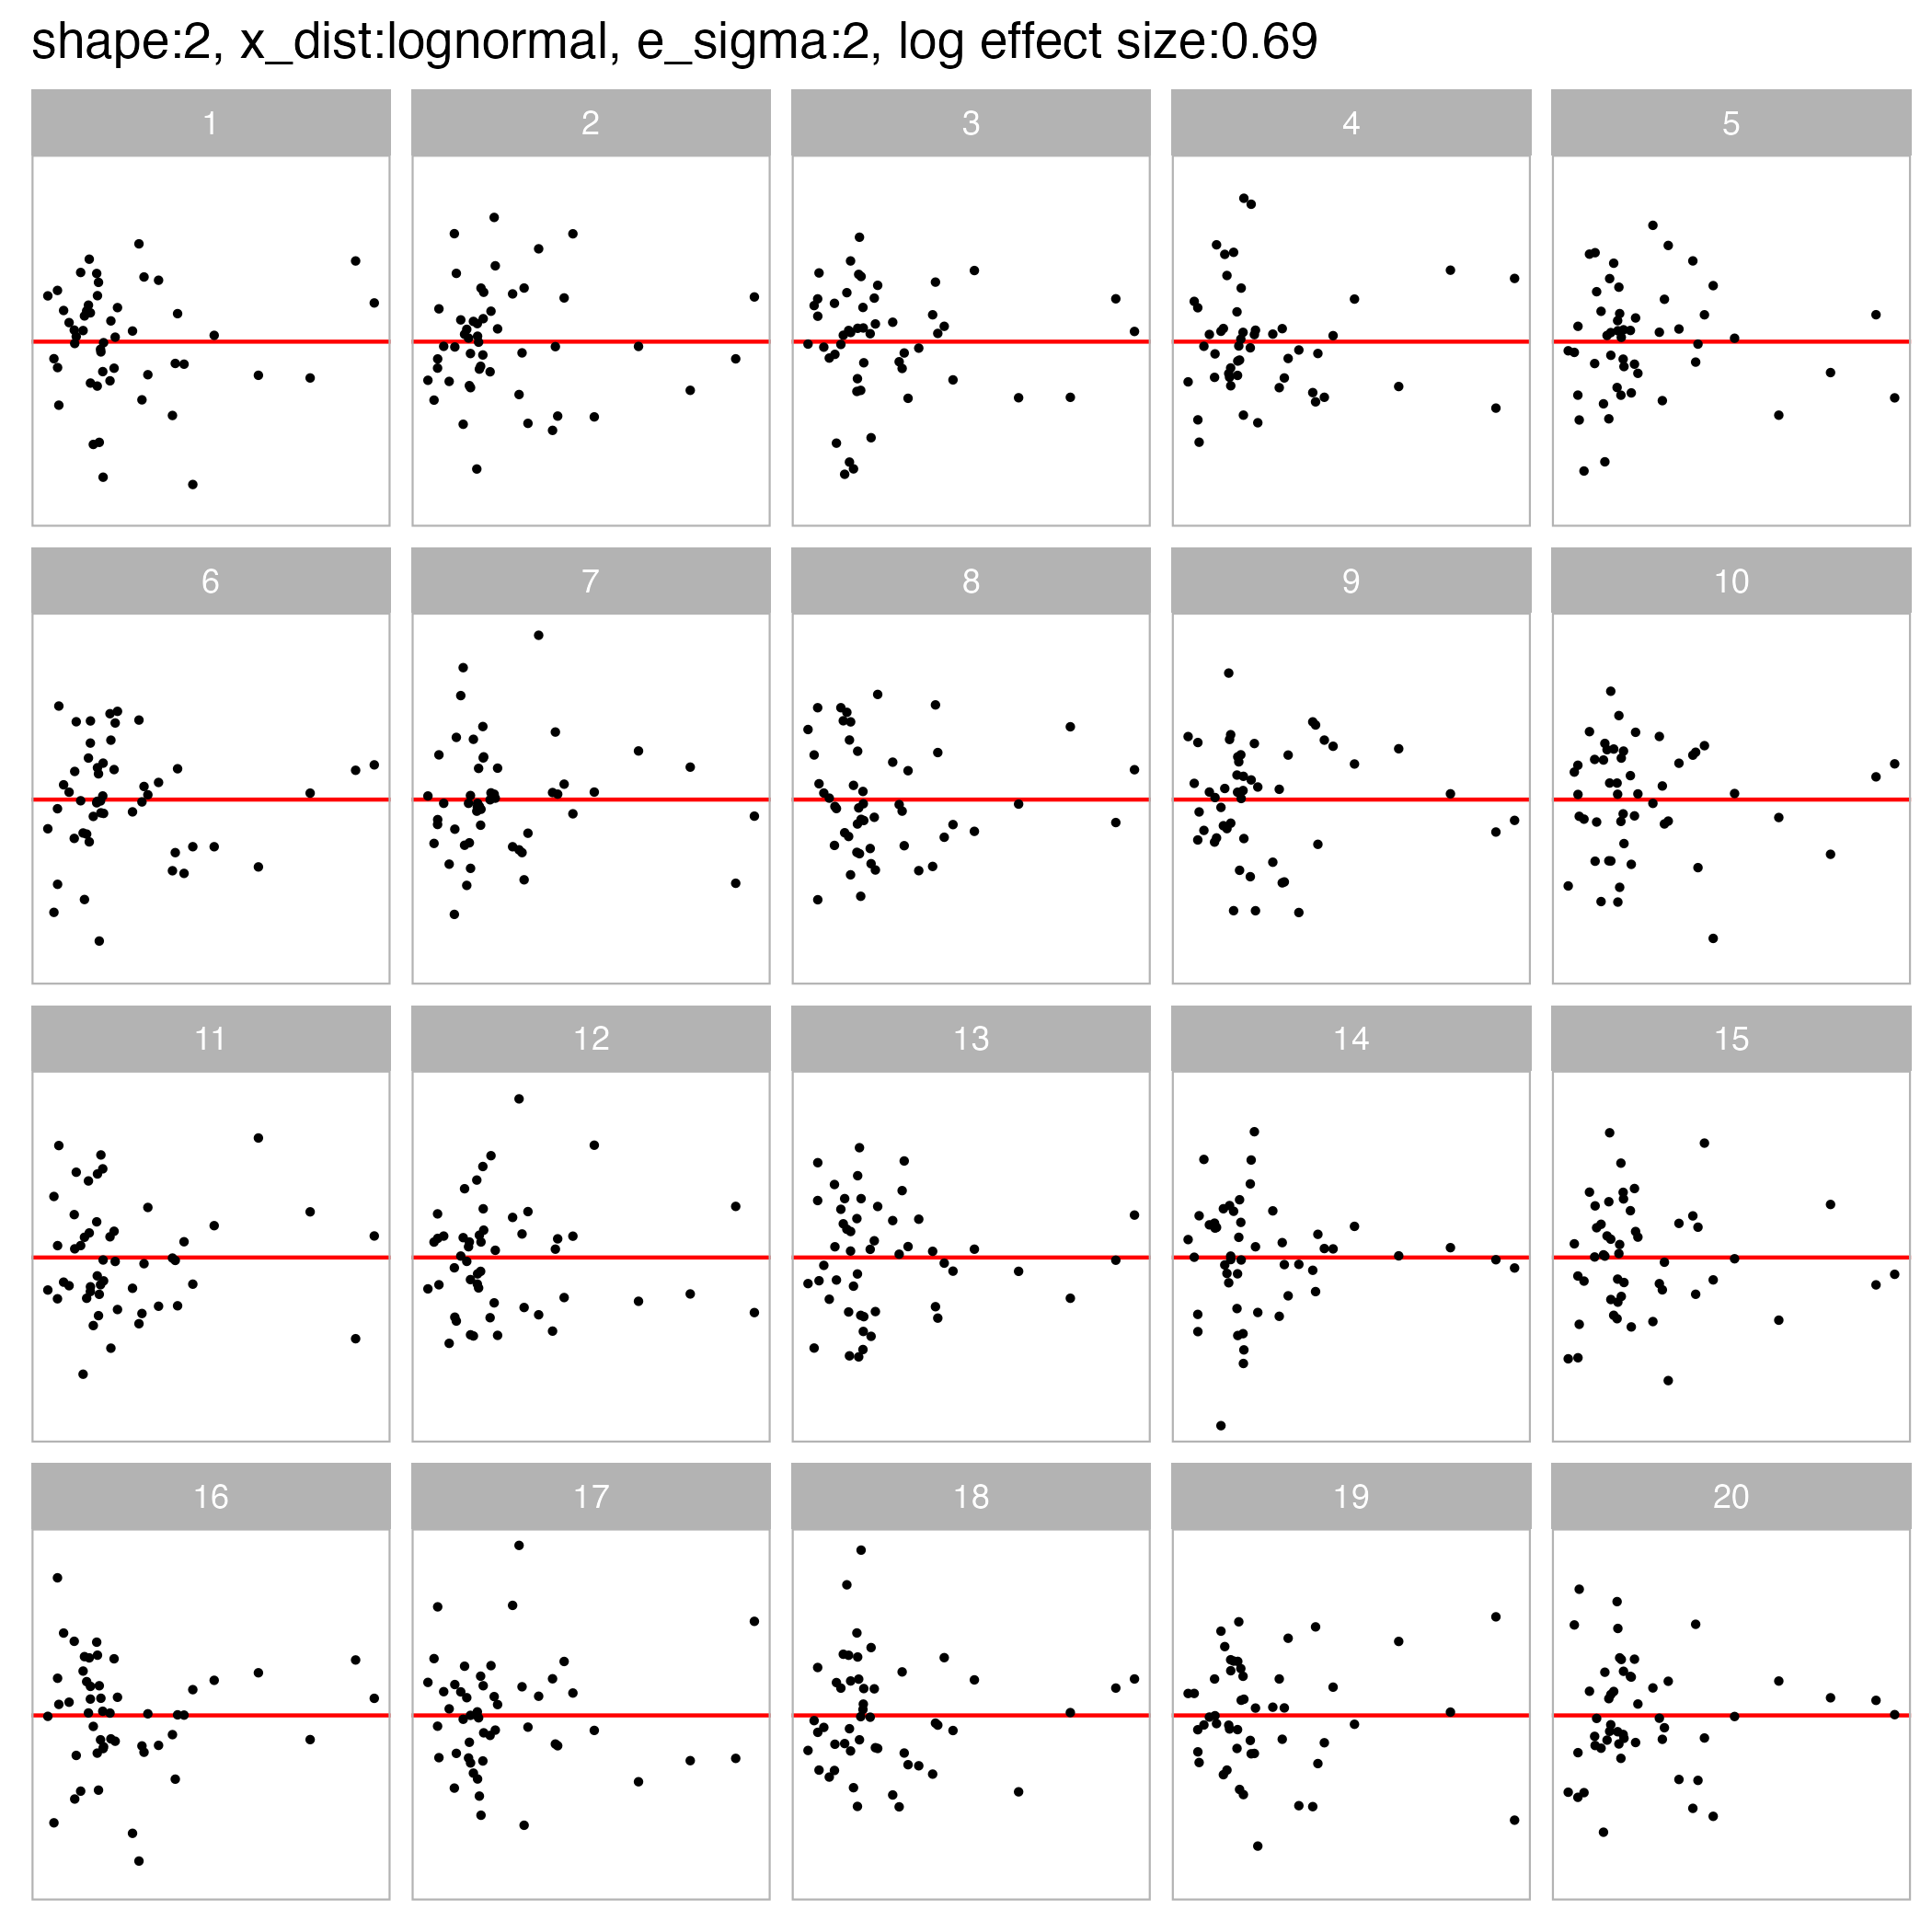 shape:2, x_dist:lognormal, e_sigma:2, log effect size:0.69
1 2 3 4 5
6 7 8 9 10
11 12 13 14 15
16 17 18 19 20